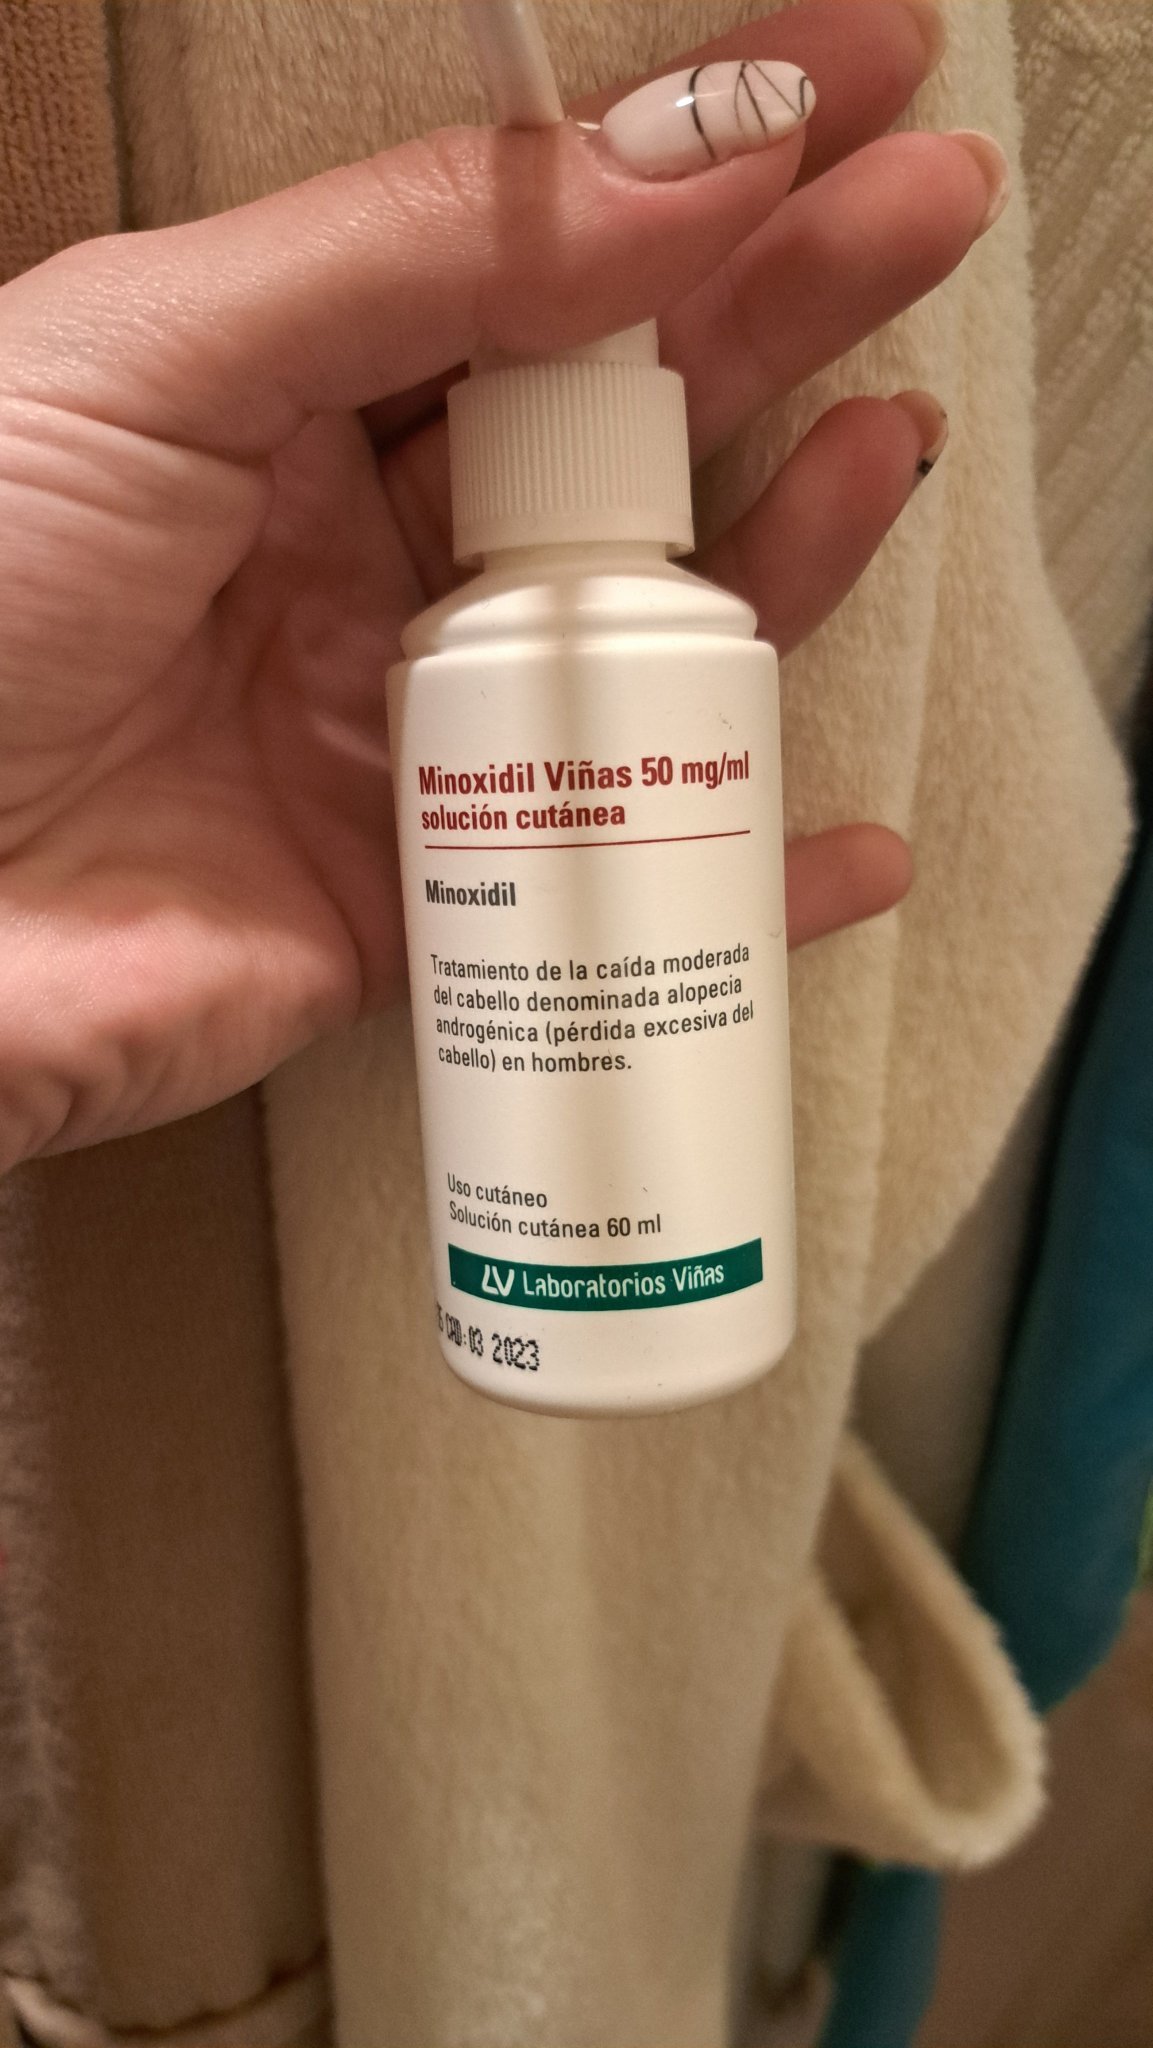 Minoxidil Viñas 50 mg/ml
solución cutánea
Minoxidil
Tratamiento de la caída moderada
del cabello denominada alopecia
androgénica (pérdida excesiva del
cabello) en hombres.
Uso cutáneo
Solución cutánea 60 ml
LV Laboratorios Viñas
CAD: 03 2023